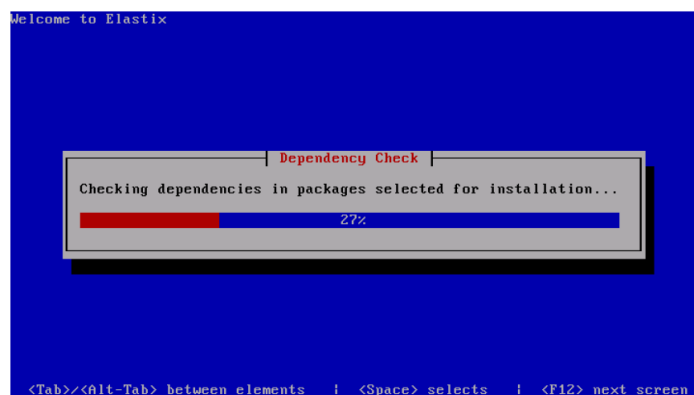 Welcome to Elastix
Dependency Check
Checking dependencies in packages selected for installation...
27%
<Tab>/<Alt-Tab> between elements | <Space> selects | <F12> next screen